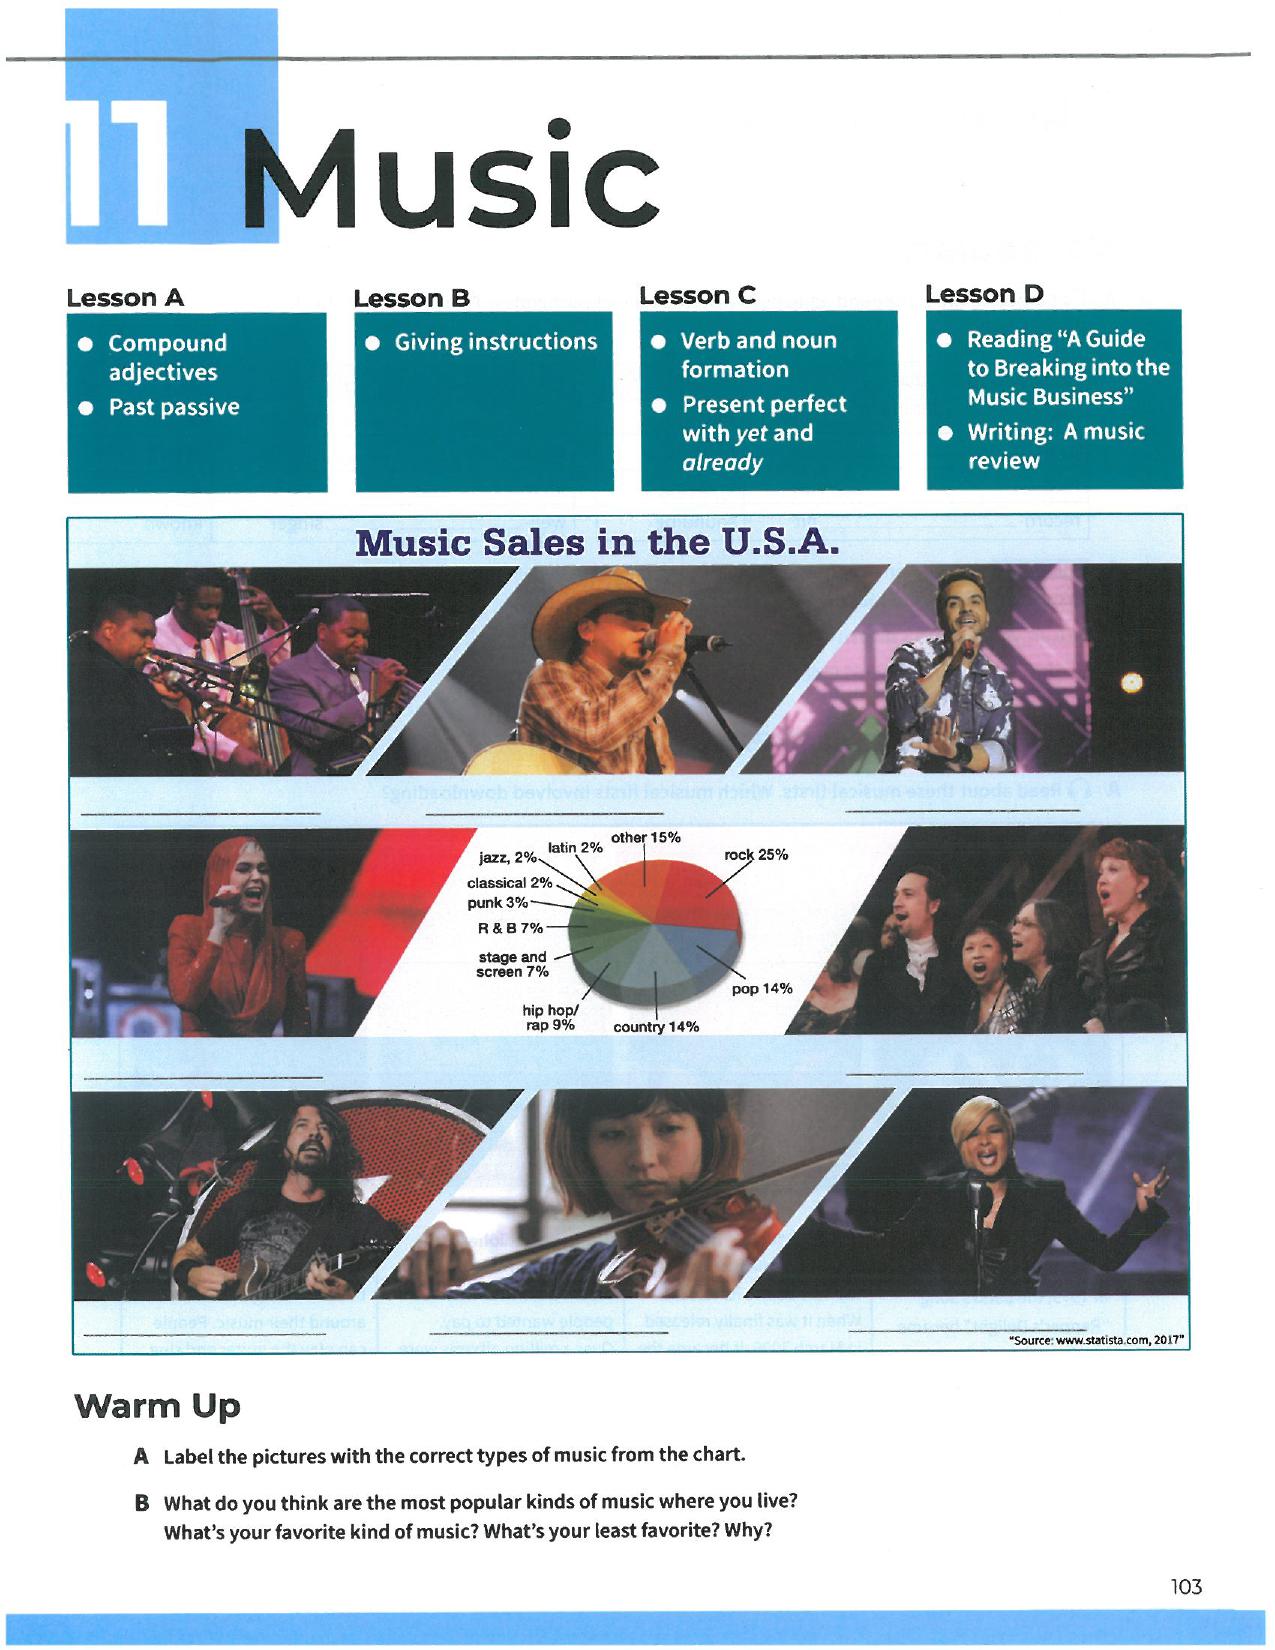 11 Music
Lesson A
● Compound
adjectives
● Past passive
Lesson B
● Giving instructions
Lesson C
● Verb and noun
formation
● Present perfect
with yet and
already
Lesson D
● Reading “A Guide
to Breaking into the
Music Business”
● Writing: A music
review
Music Sales in the U.S.A.
other 15%
latin 2%
jazz, 2%
rock 25%
classical 2%
punk 3%
R & B 7%
stage and
screen 7%
pop 14%
hip hop/
rap 9%
country 14%
"Source: www.statista.com, 2017"
Warm Up
A Label the pictures with the correct types of music from the chart.
B What do you think are the most popular kinds of music where you live?
What's your favorite kind of music? What's your least favorite? Why?
103